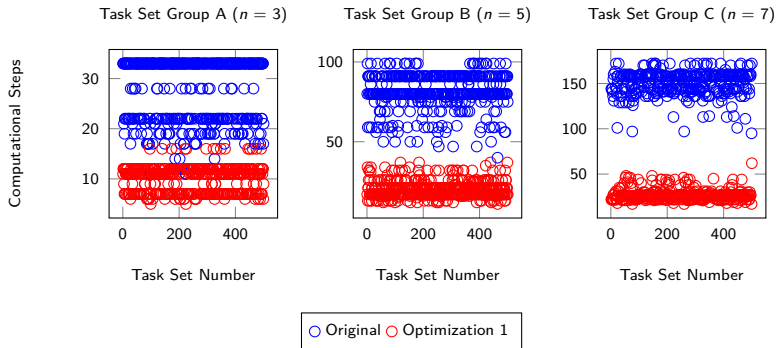 Task Set Group A (n = 3)
Task Set Group B (n = 5)
Task Set Group C (n = 7)
Computational Steps
30
20
10
0
200
400
100
50
0
200
400
150
100
50
0
200
400
Task Set Number
Task Set Number
Task Set Number
Original
Optimization 1